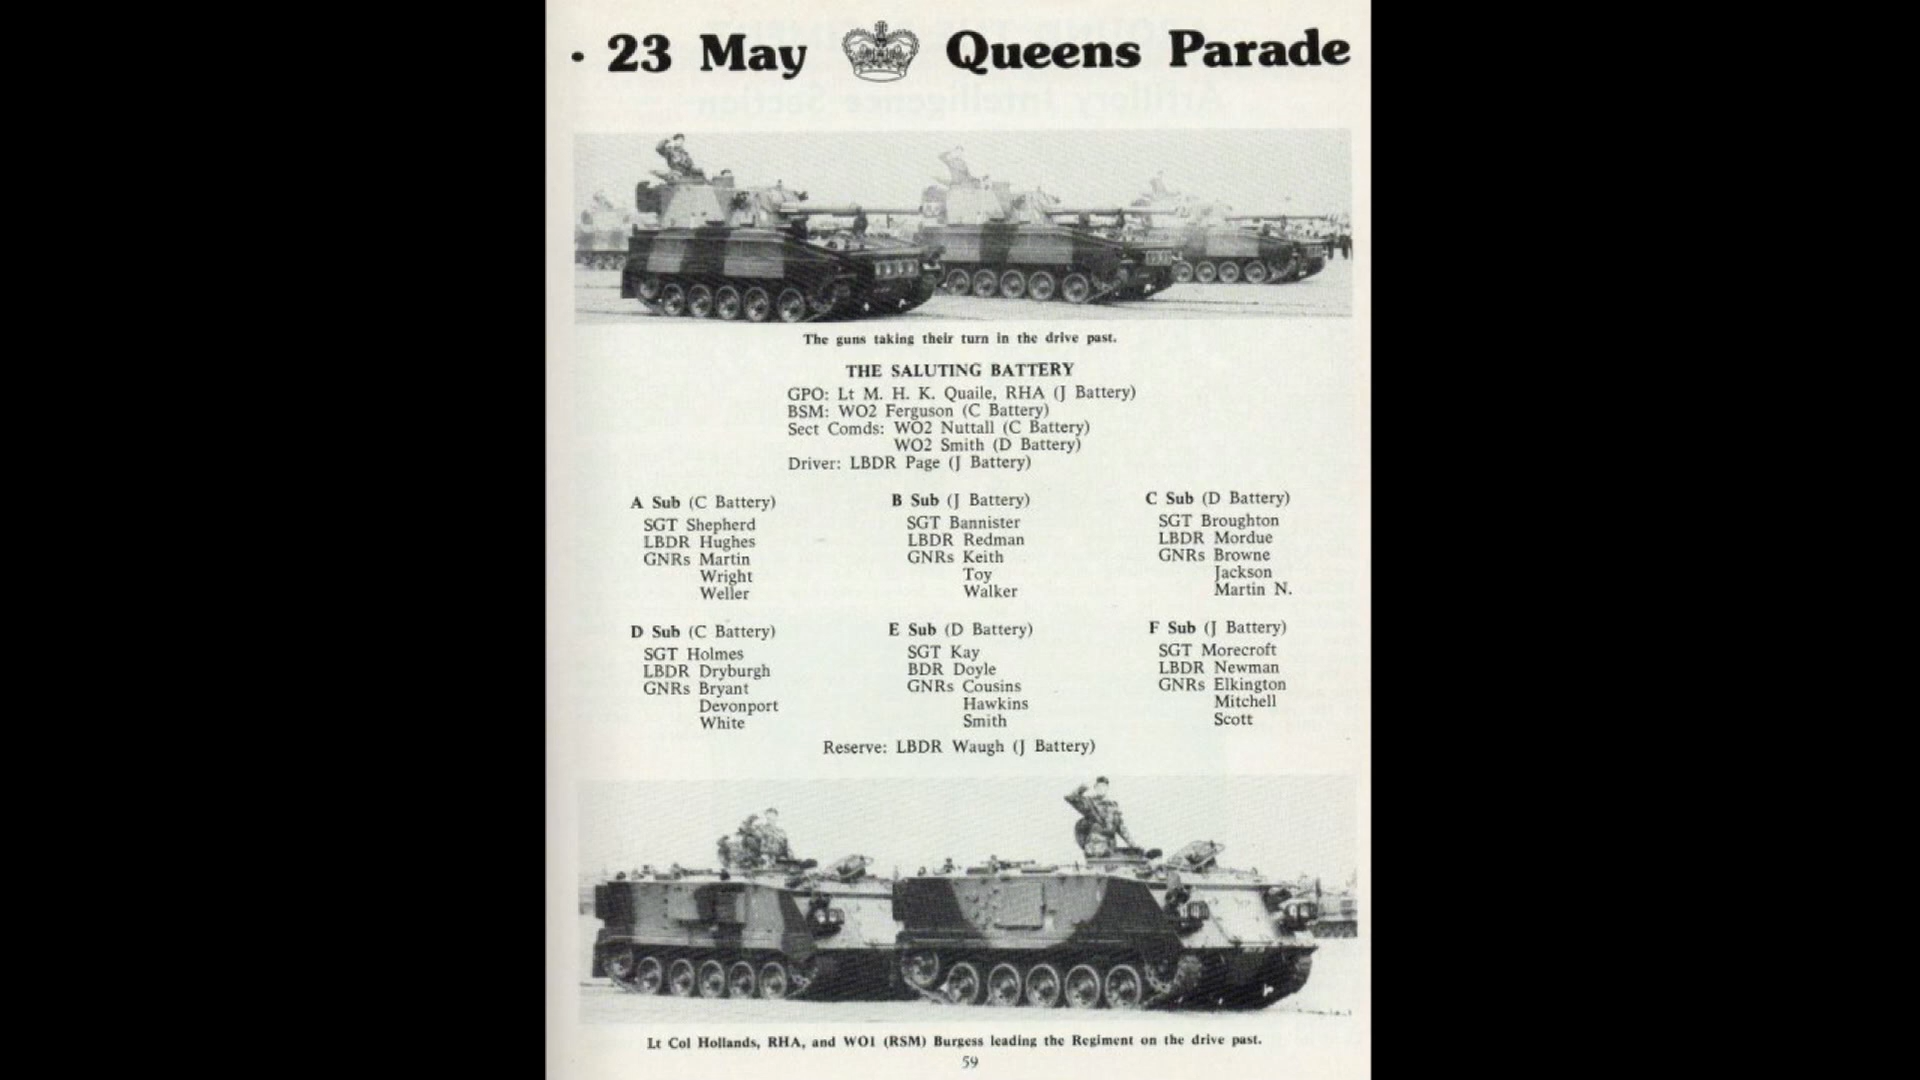 · 23 May Queens Parade
The guns taking their turn in the drive past.
THE SALUTING BATTERY
GPO: Lt M. H. K. Quaile, RHA (J Battery)
BSM: WO2 Ferguson (C Battery)
Sect Comds: WO2 Nuttall (C Battery)
WO2 Smith (D Battery)
Driver: LBDR Page (J Battery)
A Sub (C Battery)
SGT Shepherd
LBDR Hughes
GNRs Martin
Wright
Weller
B Sub (J Battery)
SGT Bannister
LBDR Redman
GNRs Keith
Toy
Walker
C Sub (D Battery)
SGT Broughton
LBDR Mordue
GNRs Browne
Jackson
Martin N.
D Sub (C Battery)
SGT Holmes
LBDR Dryburgh
GNRs Bryant
Devonport
White
E Sub (D Battery)
SGT Kay
BDR Doyle
GNRs Cousins
Hawkins
Smith
F Sub (J Battery)
SGT Morecroft
LBDR Newman
GNRs Elkington
Mitchell
Scott
Reserve: LBDR Waugh (J Battery)
Lt Col Hollands, RHA, and WO1 (RSM) Burgess leading the Regiment on the drive past.
59